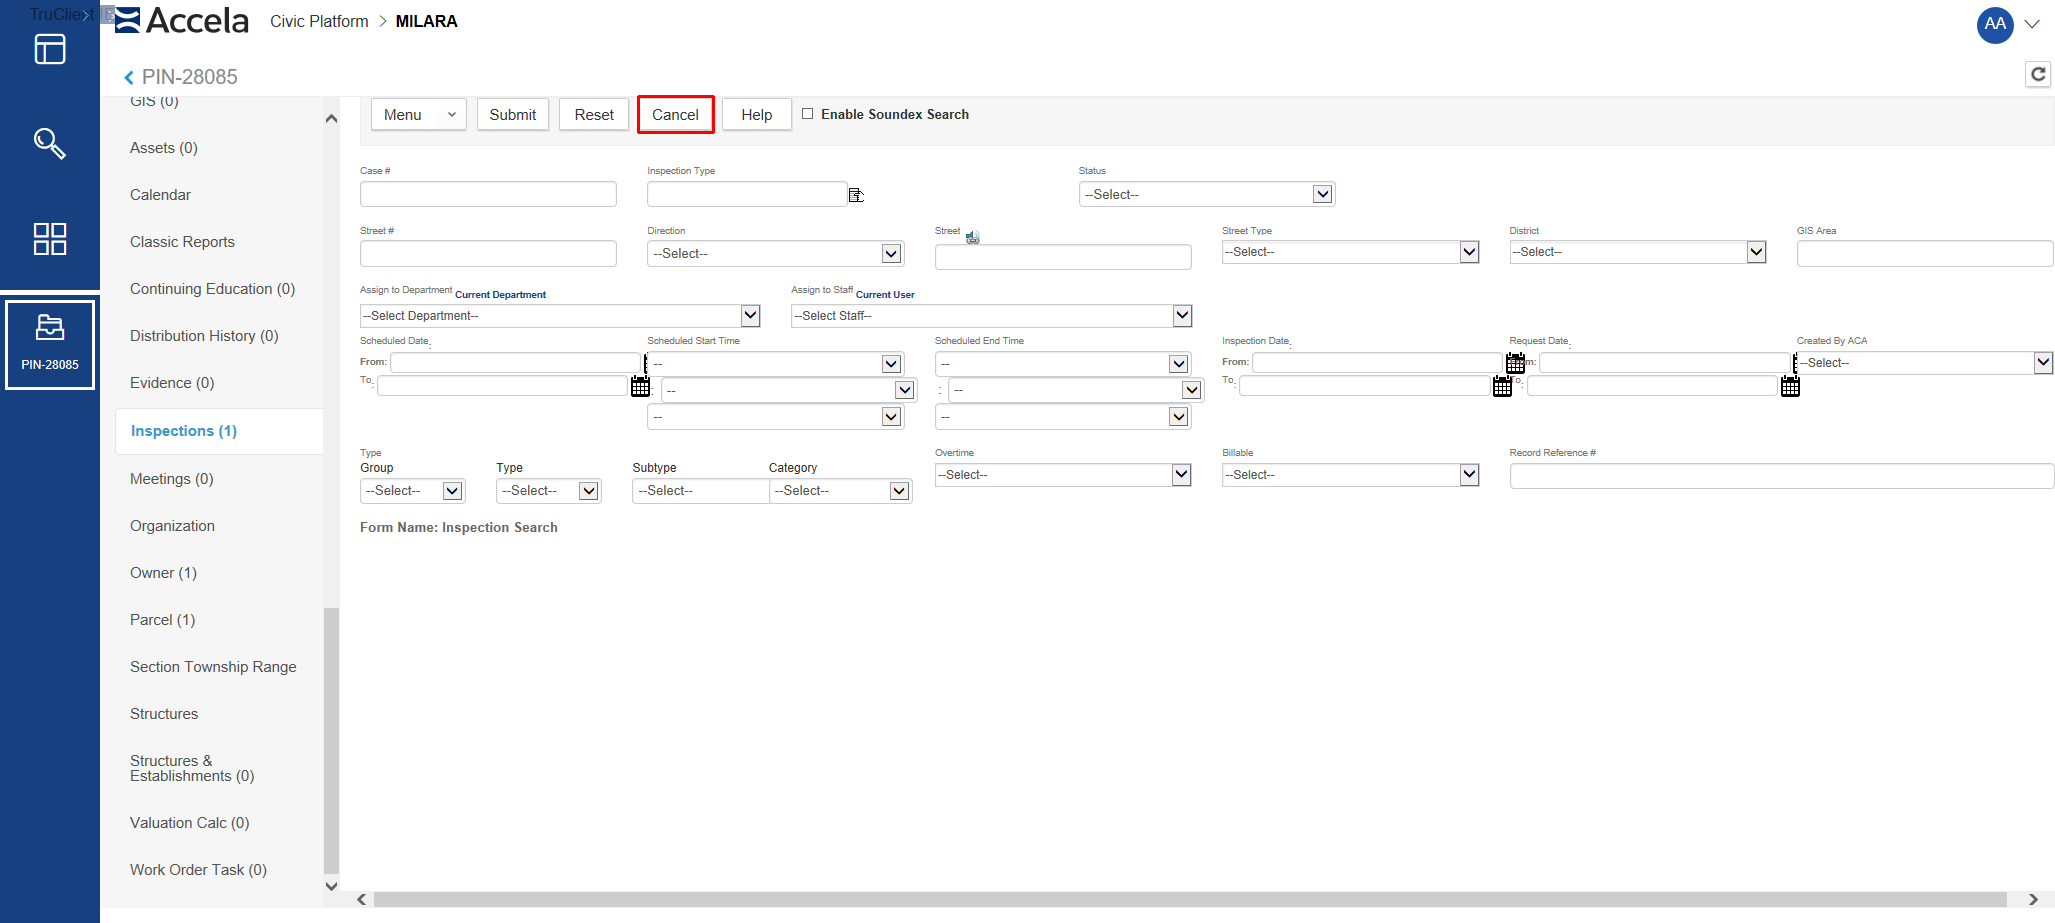 TruClient
Accela
Civic Platform > MILARA
AA
PIN-28085
GIS (0)
Menu
Submit
Reset
Cancel
Help
Enable Soundex Search
Assets (0)
Calendar
Classic Reports
Continuing Education (0)
Distribution History (0)
Evidence (0)
Inspections (1)
Meetings (0)
Organization
Owner (1)
Parcel (1)
Section Township Range
Structures
Structures &
Establishments (0)
Valuation Calc (0)
Work Order Task (0)
PIN-28085
Case #
Inspection Type
Status
--Select--
Street #
Direction
--Select--
Street
Street Type
--Select--
District
--Select--
GIS Area
Assign to Department Current Department
--Select Department--
Assign to Staff Current User
--Select Staff--
Scheduled Date:
From:
To:
Scheduled Start Time
--
: --
--
Scheduled End Time
--
: --
--
Inspection Date:
From:
To:
Request Date:
To:
Created By ACA
--Select--
Type
Group
--Select--
Type
--Select--
Subtype
--Select--
Category
--Select--
Overtime
--Select--
Billable
--Select--
Record Reference #
Form Name: Inspection Search